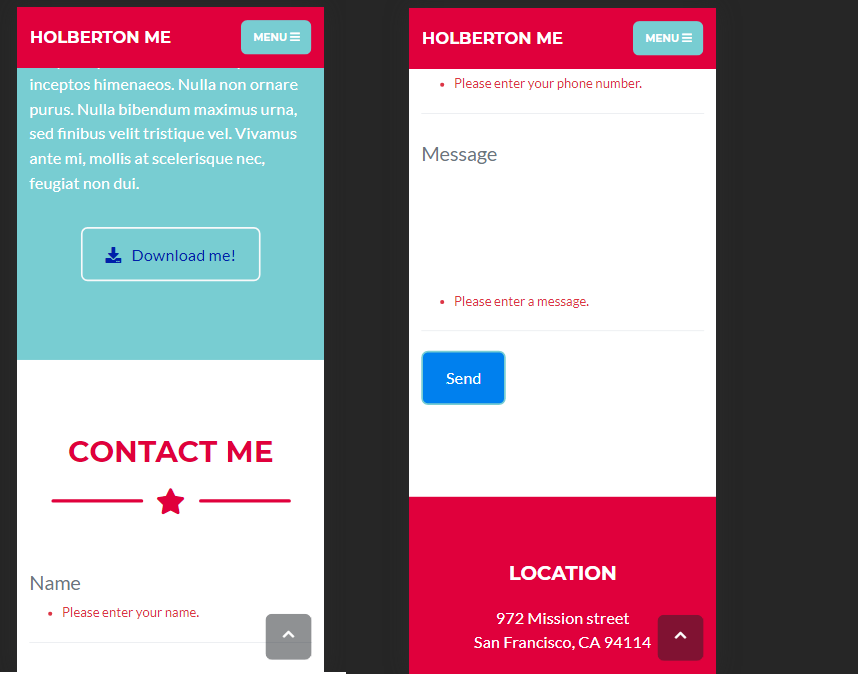 HOLBERTON ME
MENU
inceptos himenaeos. Nulla non ornare
purus. Nulla bibendum maximus urna,
sed finibus velit tristique vel. Vivamus
ante mi, mollis at scelerisque nec,
feugiat non dui.
Download me!
CONTACT ME
Name
Please enter your name.
HOLBERTON ME
MENU
Please enter your phone number.
Message
Please enter a message.
Send
LOCATION
972 Mission street
San Francisco, CA 94114